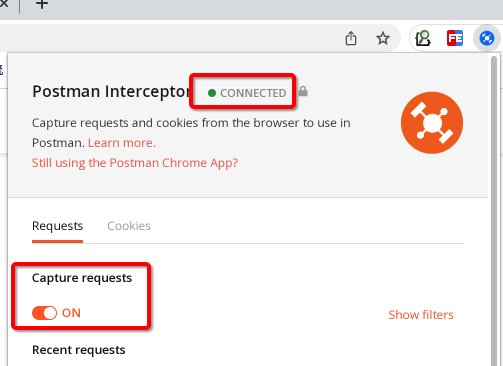 FE
Postman Interceptor CONNECTED
Capture requests and cookies from the browser to use in
Postman. Learn more.
Still using the Postman Chrome App?
Requests Cookies
Capture requests
ON Show filters
Recent requests